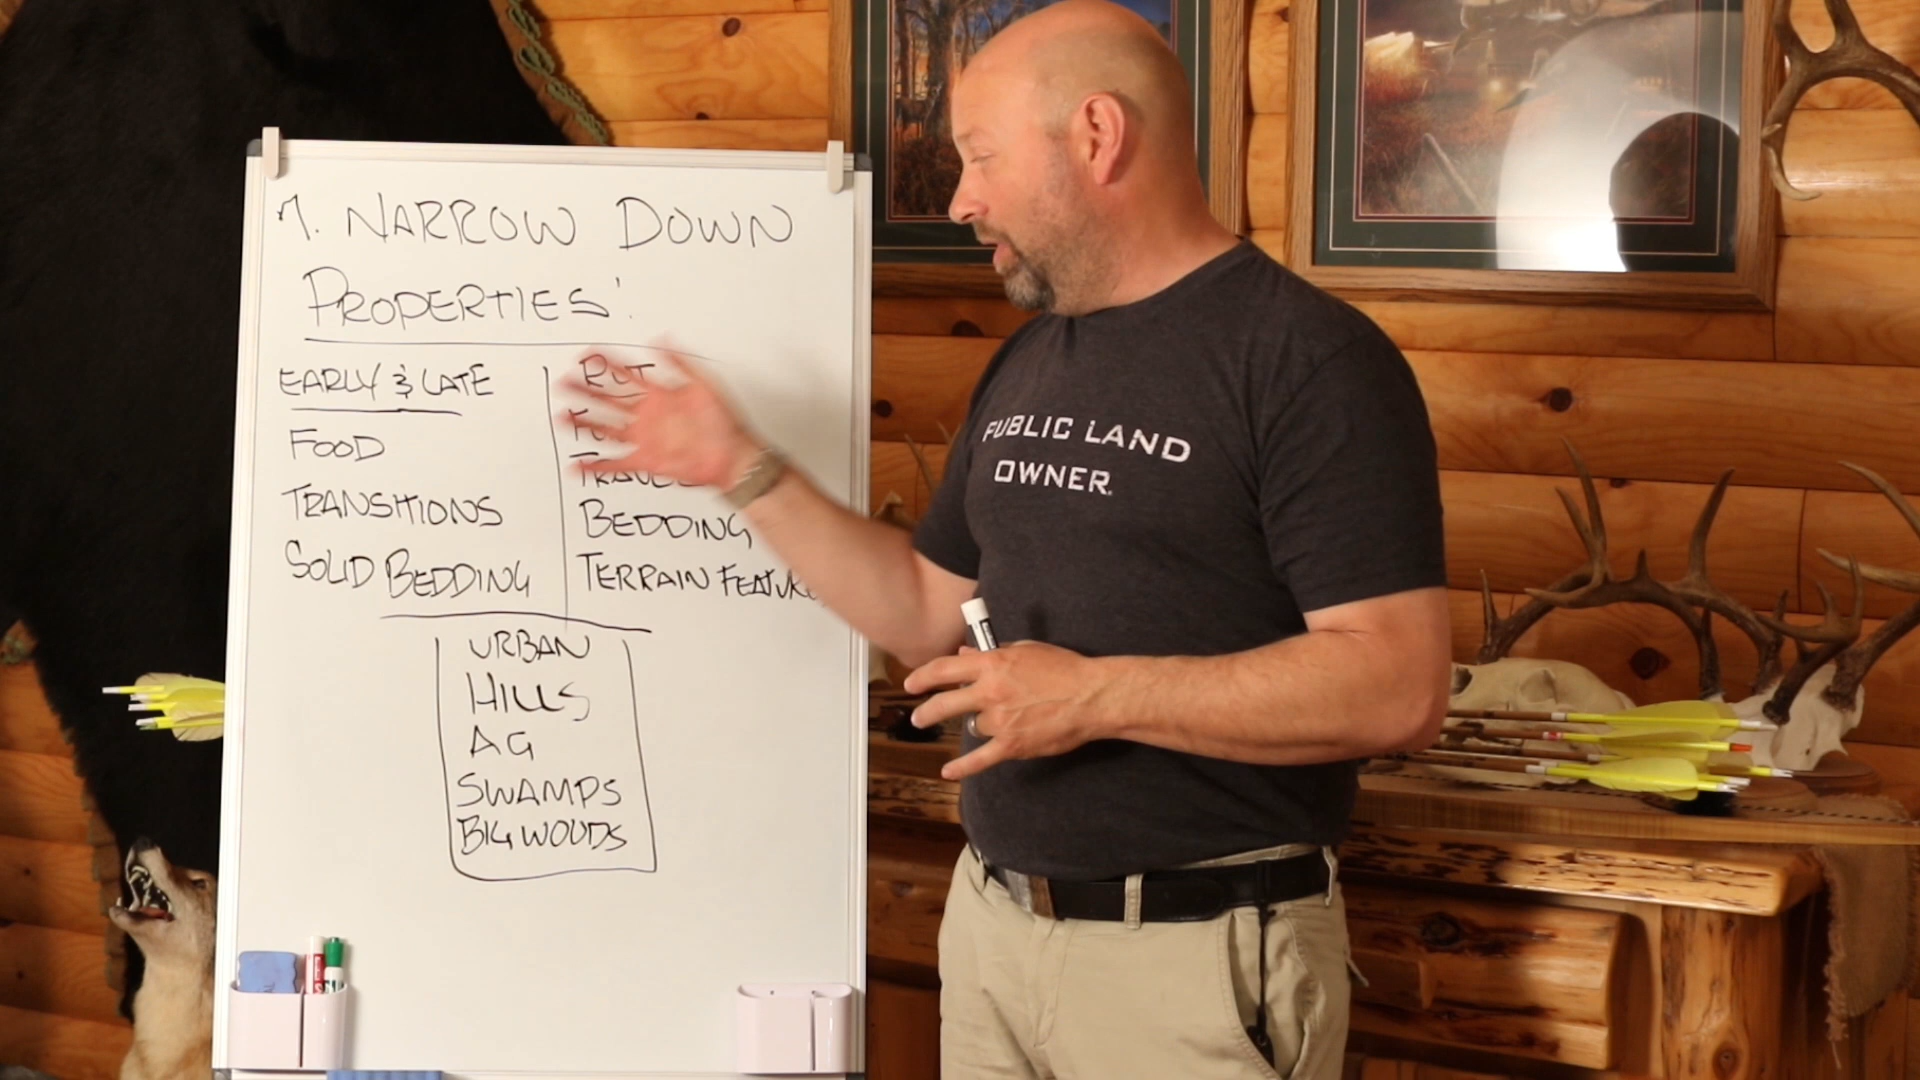 1. NARROW DOWN
PROPERTIES:
EARLY & LATE
FOOD
TRANSITIONS
SOLID BEDDING
RUT
TRAVEL
BEDDING
TERRAIN
URBAN
HILLS
AG
SWAMPS
BIG WOODS
PUBLIC LAND
OWNER